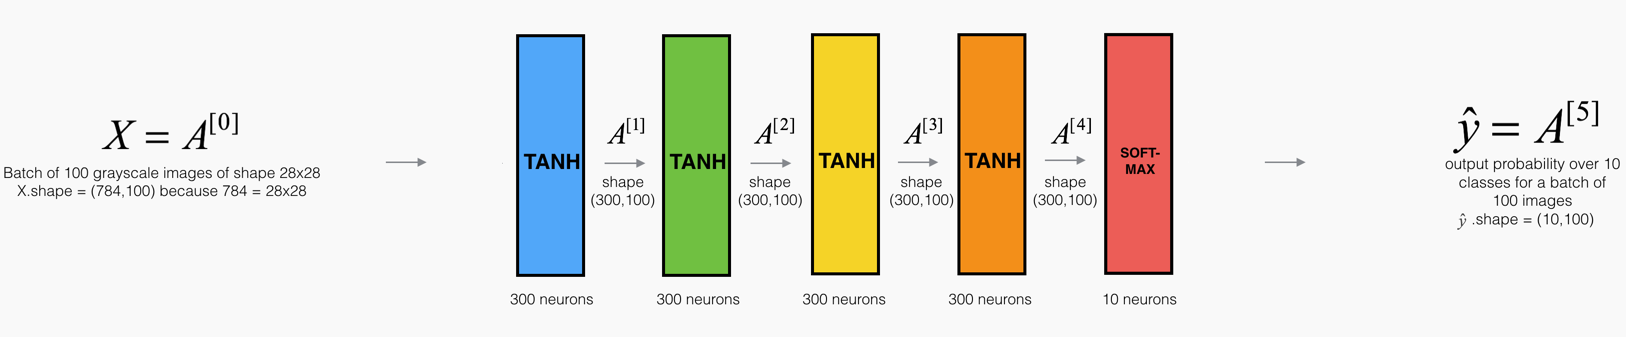 X = A^[0]
Batch of 100 grayscale images of shape 28x28
X.shape = (784,100) because 784 = 28x28
TANH
300 neurons
A^[1]
shape
(300,100)
TANH
300 neurons
A^[2]
shape
(300,100)
TANH
300 neurons
A^[3]
shape
(300,100)
TANH
300 neurons
A^[4]
shape
(300,100)
SOFT-
MAX
10 neurons
ŷ = A^[5]
output probability over 10
classes for a batch of
100 images
ŷ .shape = (10,100)